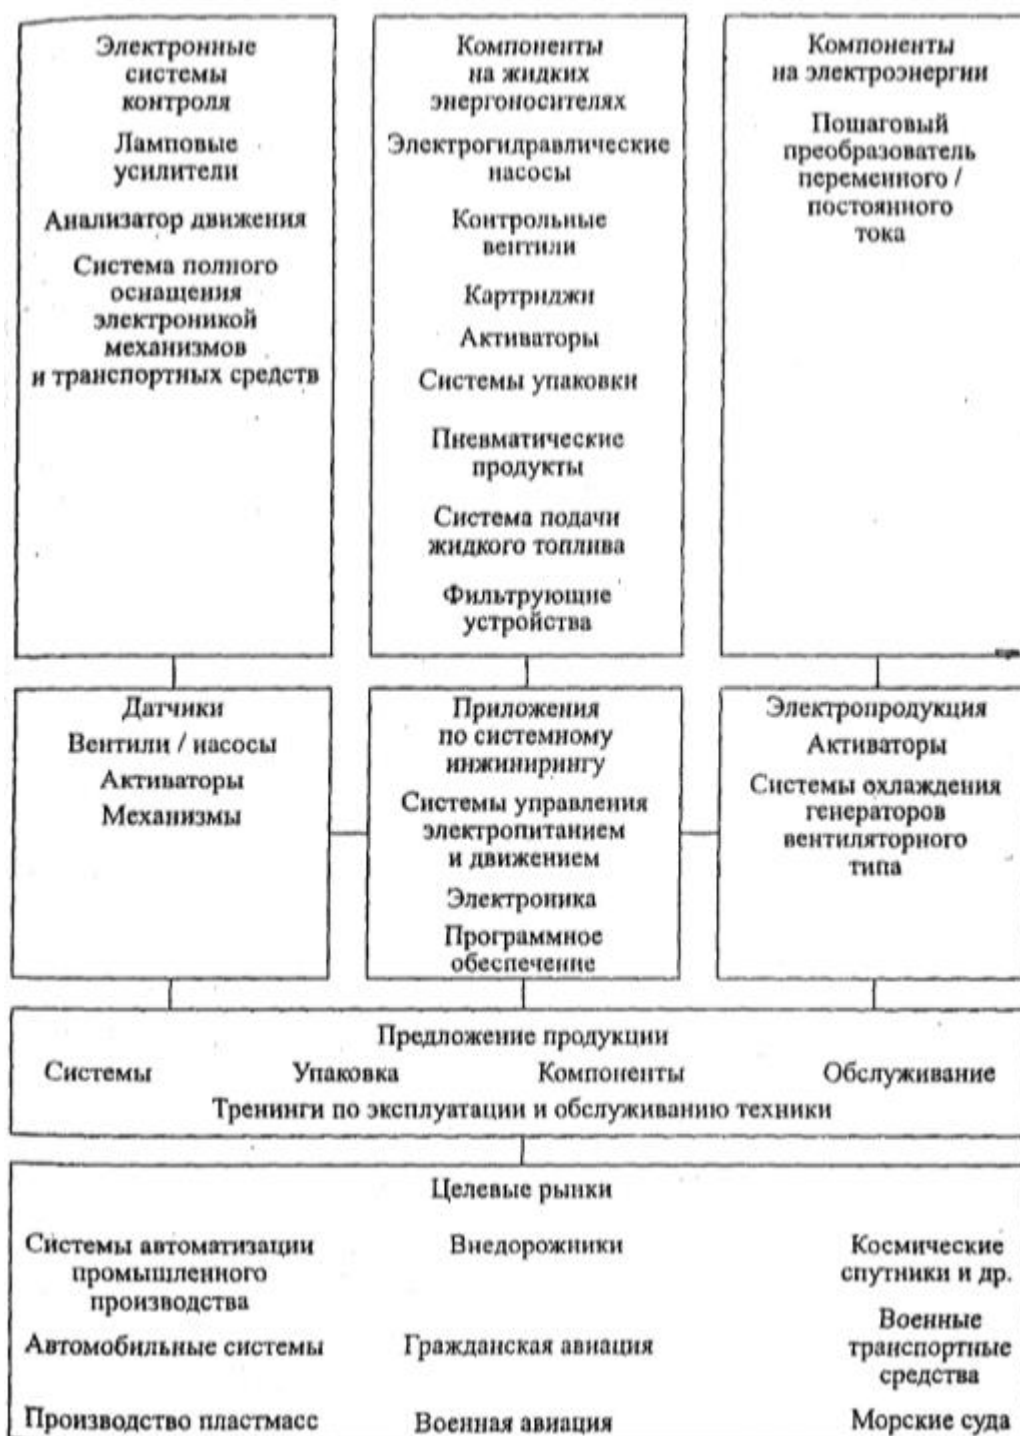 Электронные
системы
контроля
Ламповые
усилители
Анализатор движения
Система полного
оснащения
электроникой
механизмов
и транспортных средств
Компоненты
на жидких
энергоносителях
Электрогидравлические
насосы
Контрольные
вентили
Картриджи
Активаторы
Системы упаковки
Пневматические
продукты
Система подачи
жидкого топлива
Фильтрующие
устройства
Компоненты
на электроэнергии
Пошаговый
преобразователь
переменного /
постоянного
тока
Датчики
Вентили / насосы
Активаторы
Механизмы
Приложения
по системному
инжинирингу
Системы управления
электропитанием
и движением
Электроника
Программное
обеспечение
Электропродукция
Активаторы
Системы охлаждения
генераторов
вентиляторного
типа
Предложение продукции
Системы Упаковка Компоненты Обслуживание
Тренинги по эксплуатации и обслуживанию техники
Целевые рынки
Системы автоматизации
промышленного
производства
Внедорожники
Космические
спутники и др.
Автомобильные системы
Гражданская авиация
Военные
транспортные
средства
Производство пластмасс
Военная авиация
Морские суда